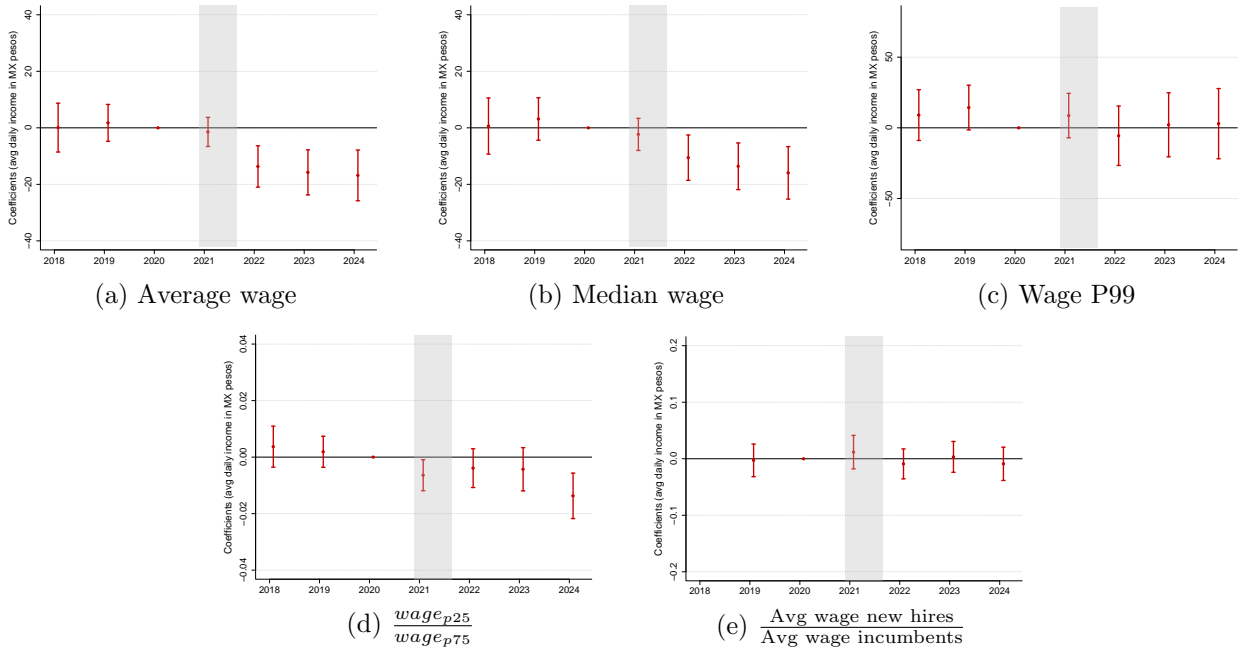 Coefficients (avg daily income in MX pesos)
40
20
0
−20
−40
2018 2019 2020 2021 2022 2023 2024
(a) Average wage
Coefficients (avg daily income in MX pesos)
40
20
0
−20
−40
2018 2019 2020 2021 2022 2023 2024
(b) Median wage
Coefficients (avg daily income in MX pesos)
50
0
−50
2018 2019 2020 2021 2022 2023 2024
(c) Wage P99
Coefficients (avg daily income in MX pesos)
0.04
0.02
0.00
−0.02
−0.04
2018 2019 2020 2021 2022 2023 2024
(d) wage_{p25} / wage_{p75}
Coefficients (avg daily income in MX pesos)
0.2
0.1
0.0
−0.1
−0.2
2018 2019 2020 2021 2022 2023 2024
(e) Avg wage new hires / Avg wage incumbents